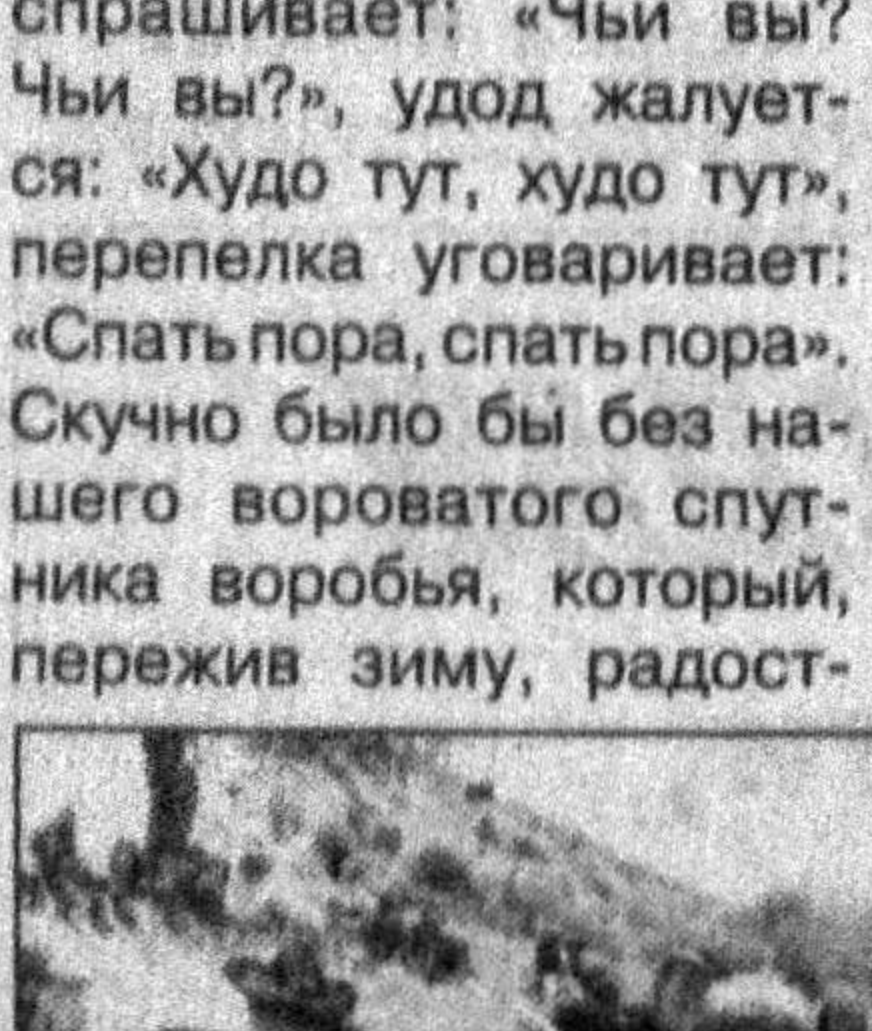 спрашивает: «Чьи вы?
Чьи вы?», удод жалует-
ся: «Худо тут, худо тут»,
перепелка уговаривает:
«Спать пора, спать пора».
Скучно было бы без на-
шего вороватого спут-
ника воробья, который,
пережив зиму, радост-